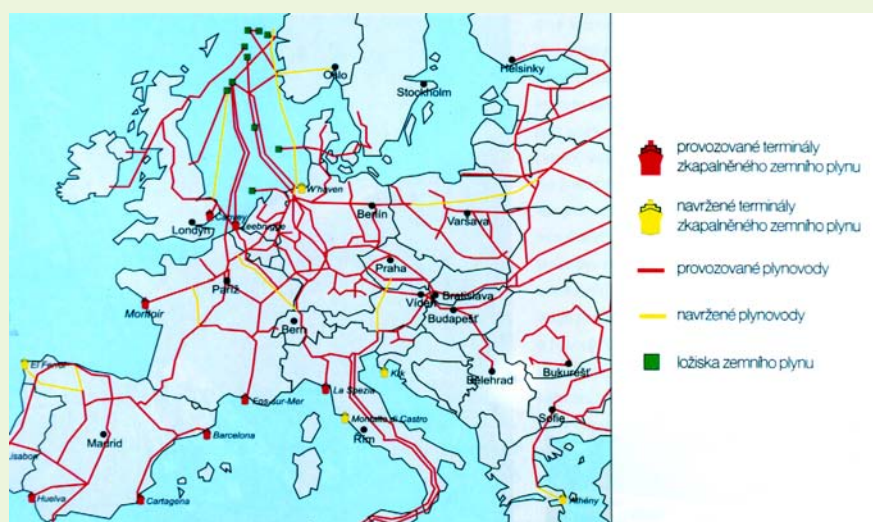 Oslo
Helsinky
Stockholm
W'haven
Canvey
Londýn
Zeebrugge
Berlín
Varšava
Praha
Paříž
Montoir
Vídeň
Bratislava
Budapešť
Bern
El Ferrol
Krk
Bělehrad
Bukurešť
La Spezia
Fos-sur-Mer
Montalto di Castro
Sofie
Madrid
Barcelona
Řím
Lisabon
Huelva
Cartagena
Athény
provozované terminály
zkapalněného zemního plynu
navržené terminály
zkapalněného zemního plynu
provozované plynovody
navržené plynovody
ložiska zemního plynu